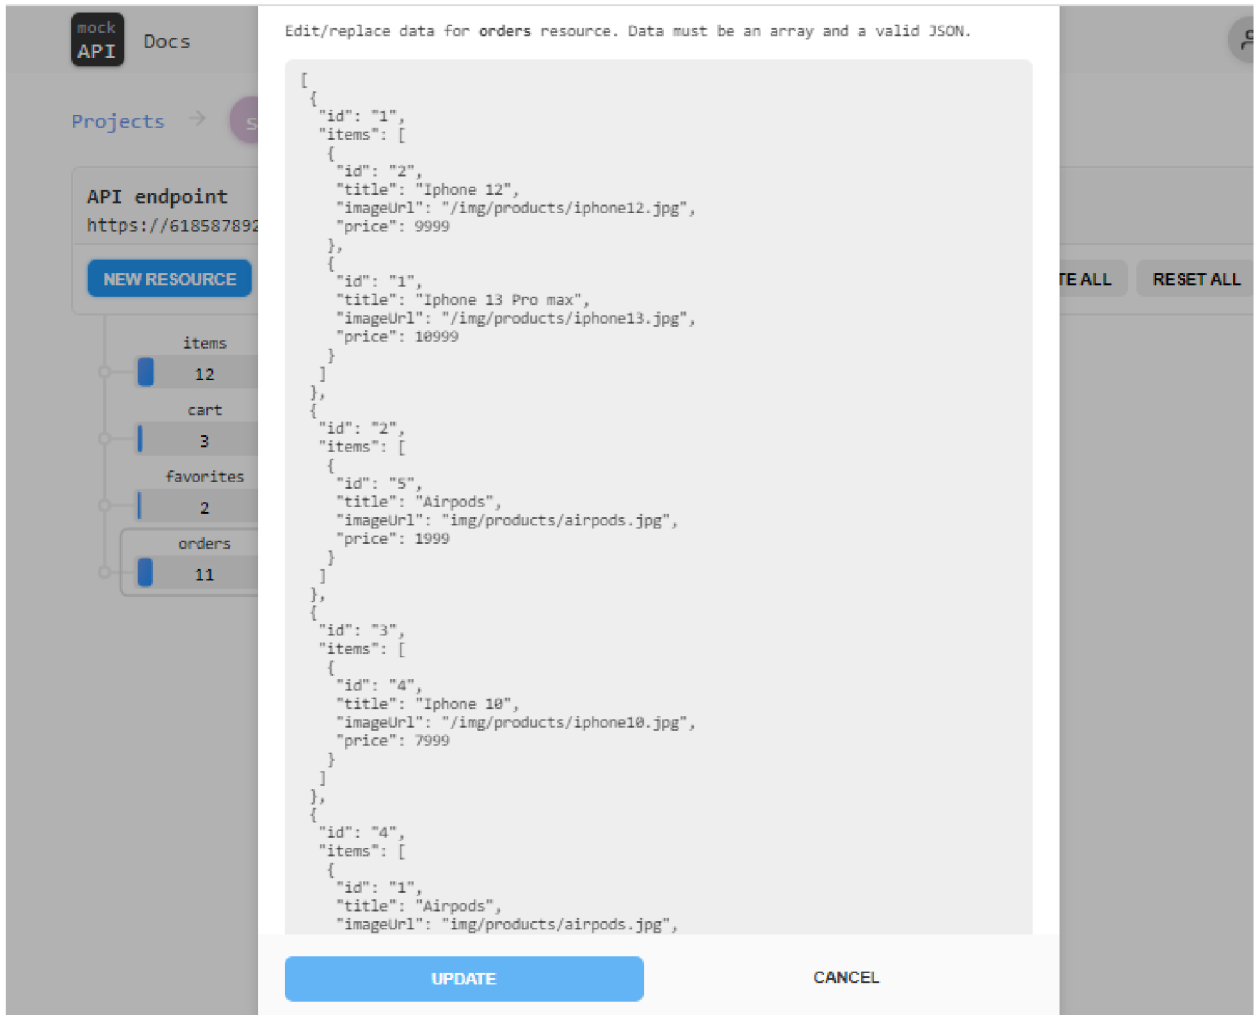 mock
API
Docs
Projects
API endpoint
https://618587892
NEW RESOURCE
items
12
cart
3
favorites
2
orders
11
Edit/replace data for orders resource. Data must be an array and a valid JSON.
[
{
"id": "1",
"items": [
{
"id": "2",
"title": "Iphone 12",
"imageUrl": "/img/products/iphone12.jpg",
"price": 9999
},
{
"id": "1",
"title": "Iphone 13 Pro max",
"imageUrl": "/img/products/iphone13.jpg",
"price": 10999
}
]
},
{
"id": "2",
"items": [
{
"id": "5",
"title": "Airpods",
"imageUrl": "img/products/airpods.jpg",
"price": 1999
}
]
},
{
"id": "3",
"items": [
{
"id": "4",
"title": "Iphone 10",
"imageUrl": "/img/products/iphone10.jpg",
"price": 7999
}
]
},
{
"id": "4",
"items": [
{
"id": "1",
"title": "Airpods",
"imageUrl": "img/products/airpods.jpg",
UPDATE
CANCEL
TE ALL
RESET ALL